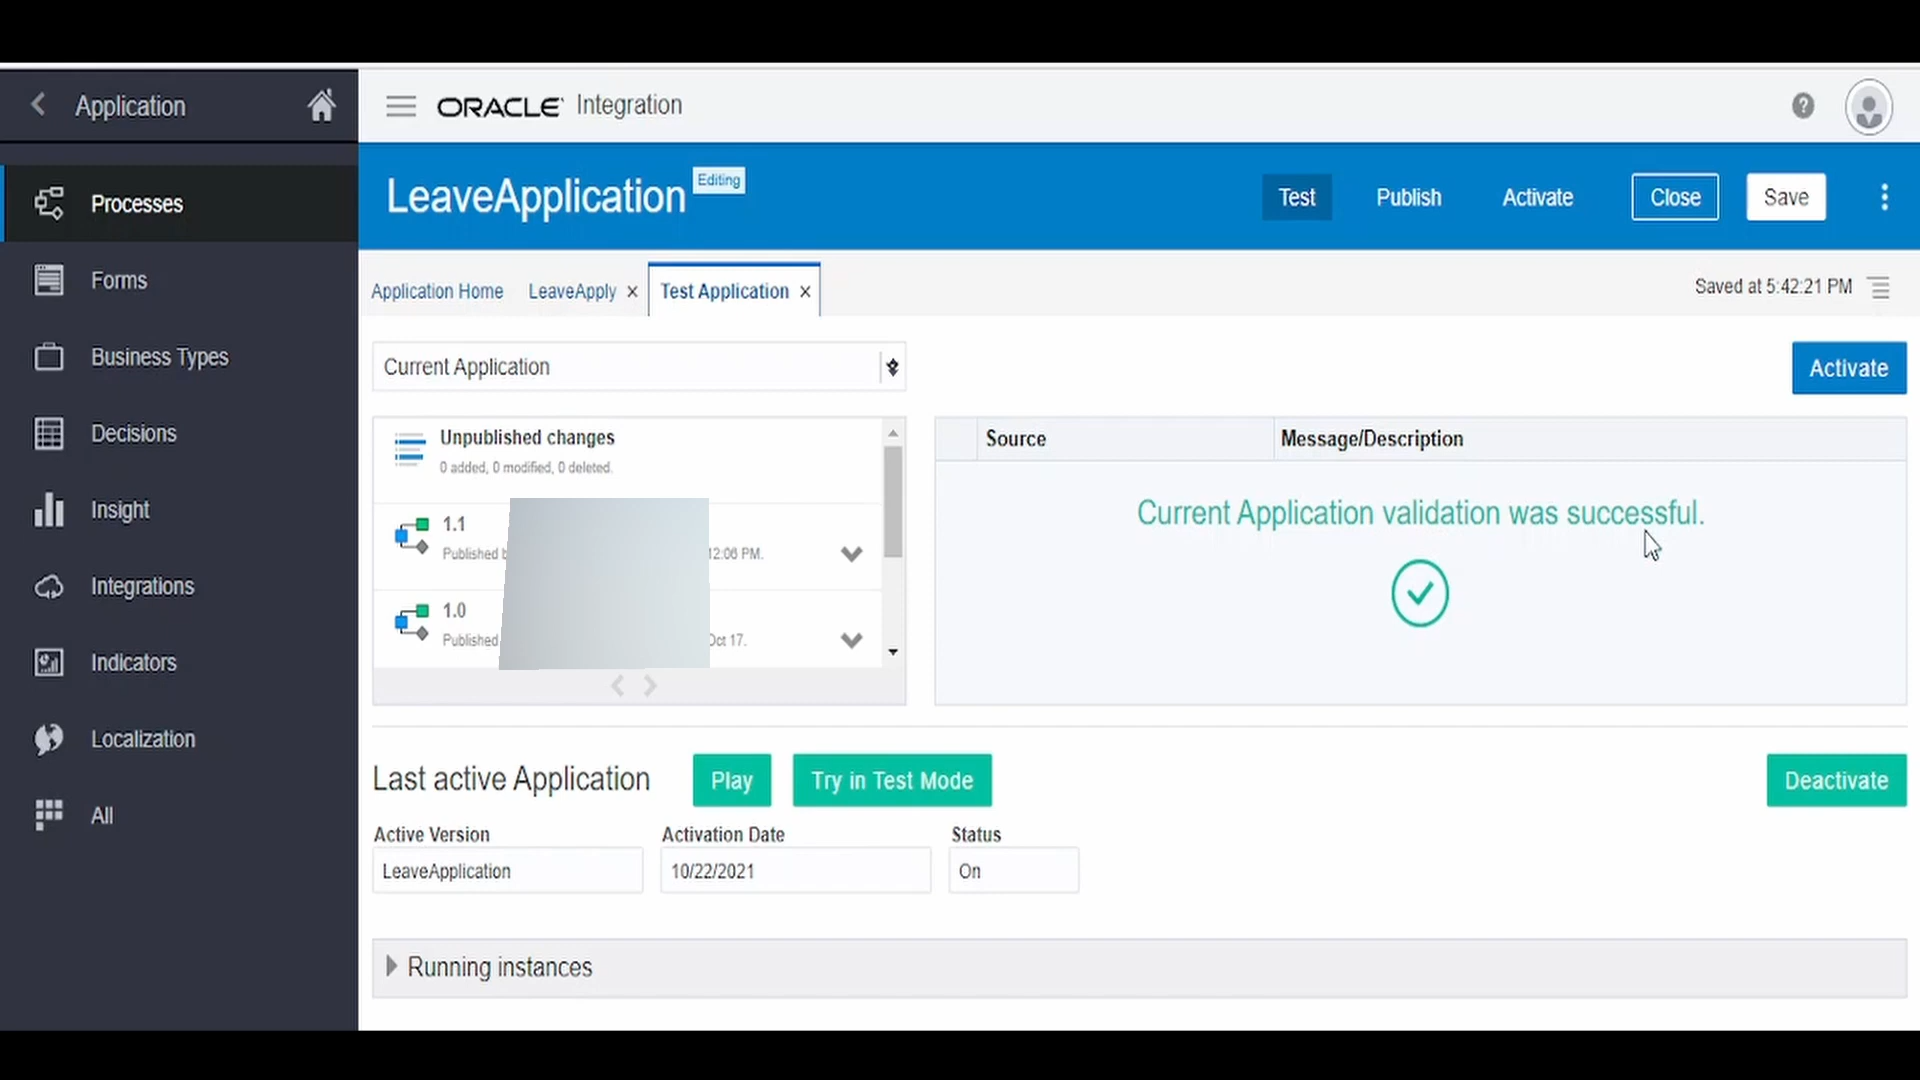 Application
ORACLE Integration
Processes
Forms
Business Types
Decisions
Insight
Integrations
Indicators
Localization
All
LeaveApplication Editing
Test Publish Activate Close Save
Application Home LeaveApply Test Application
Saved at 5:42:21 PM
Current Application
Activate
Unpublished changes
0 added, 0 modified, 0 deleted.
1.1
Published 12:06 PM.
1.0
Published Oct 17.
Source Message/Description
Current Application validation was successful.
Last active Application Play Try in Test Mode Deactivate
Active Version Activation Date Status
LeaveApplication 10/22/2021 On
Running instances